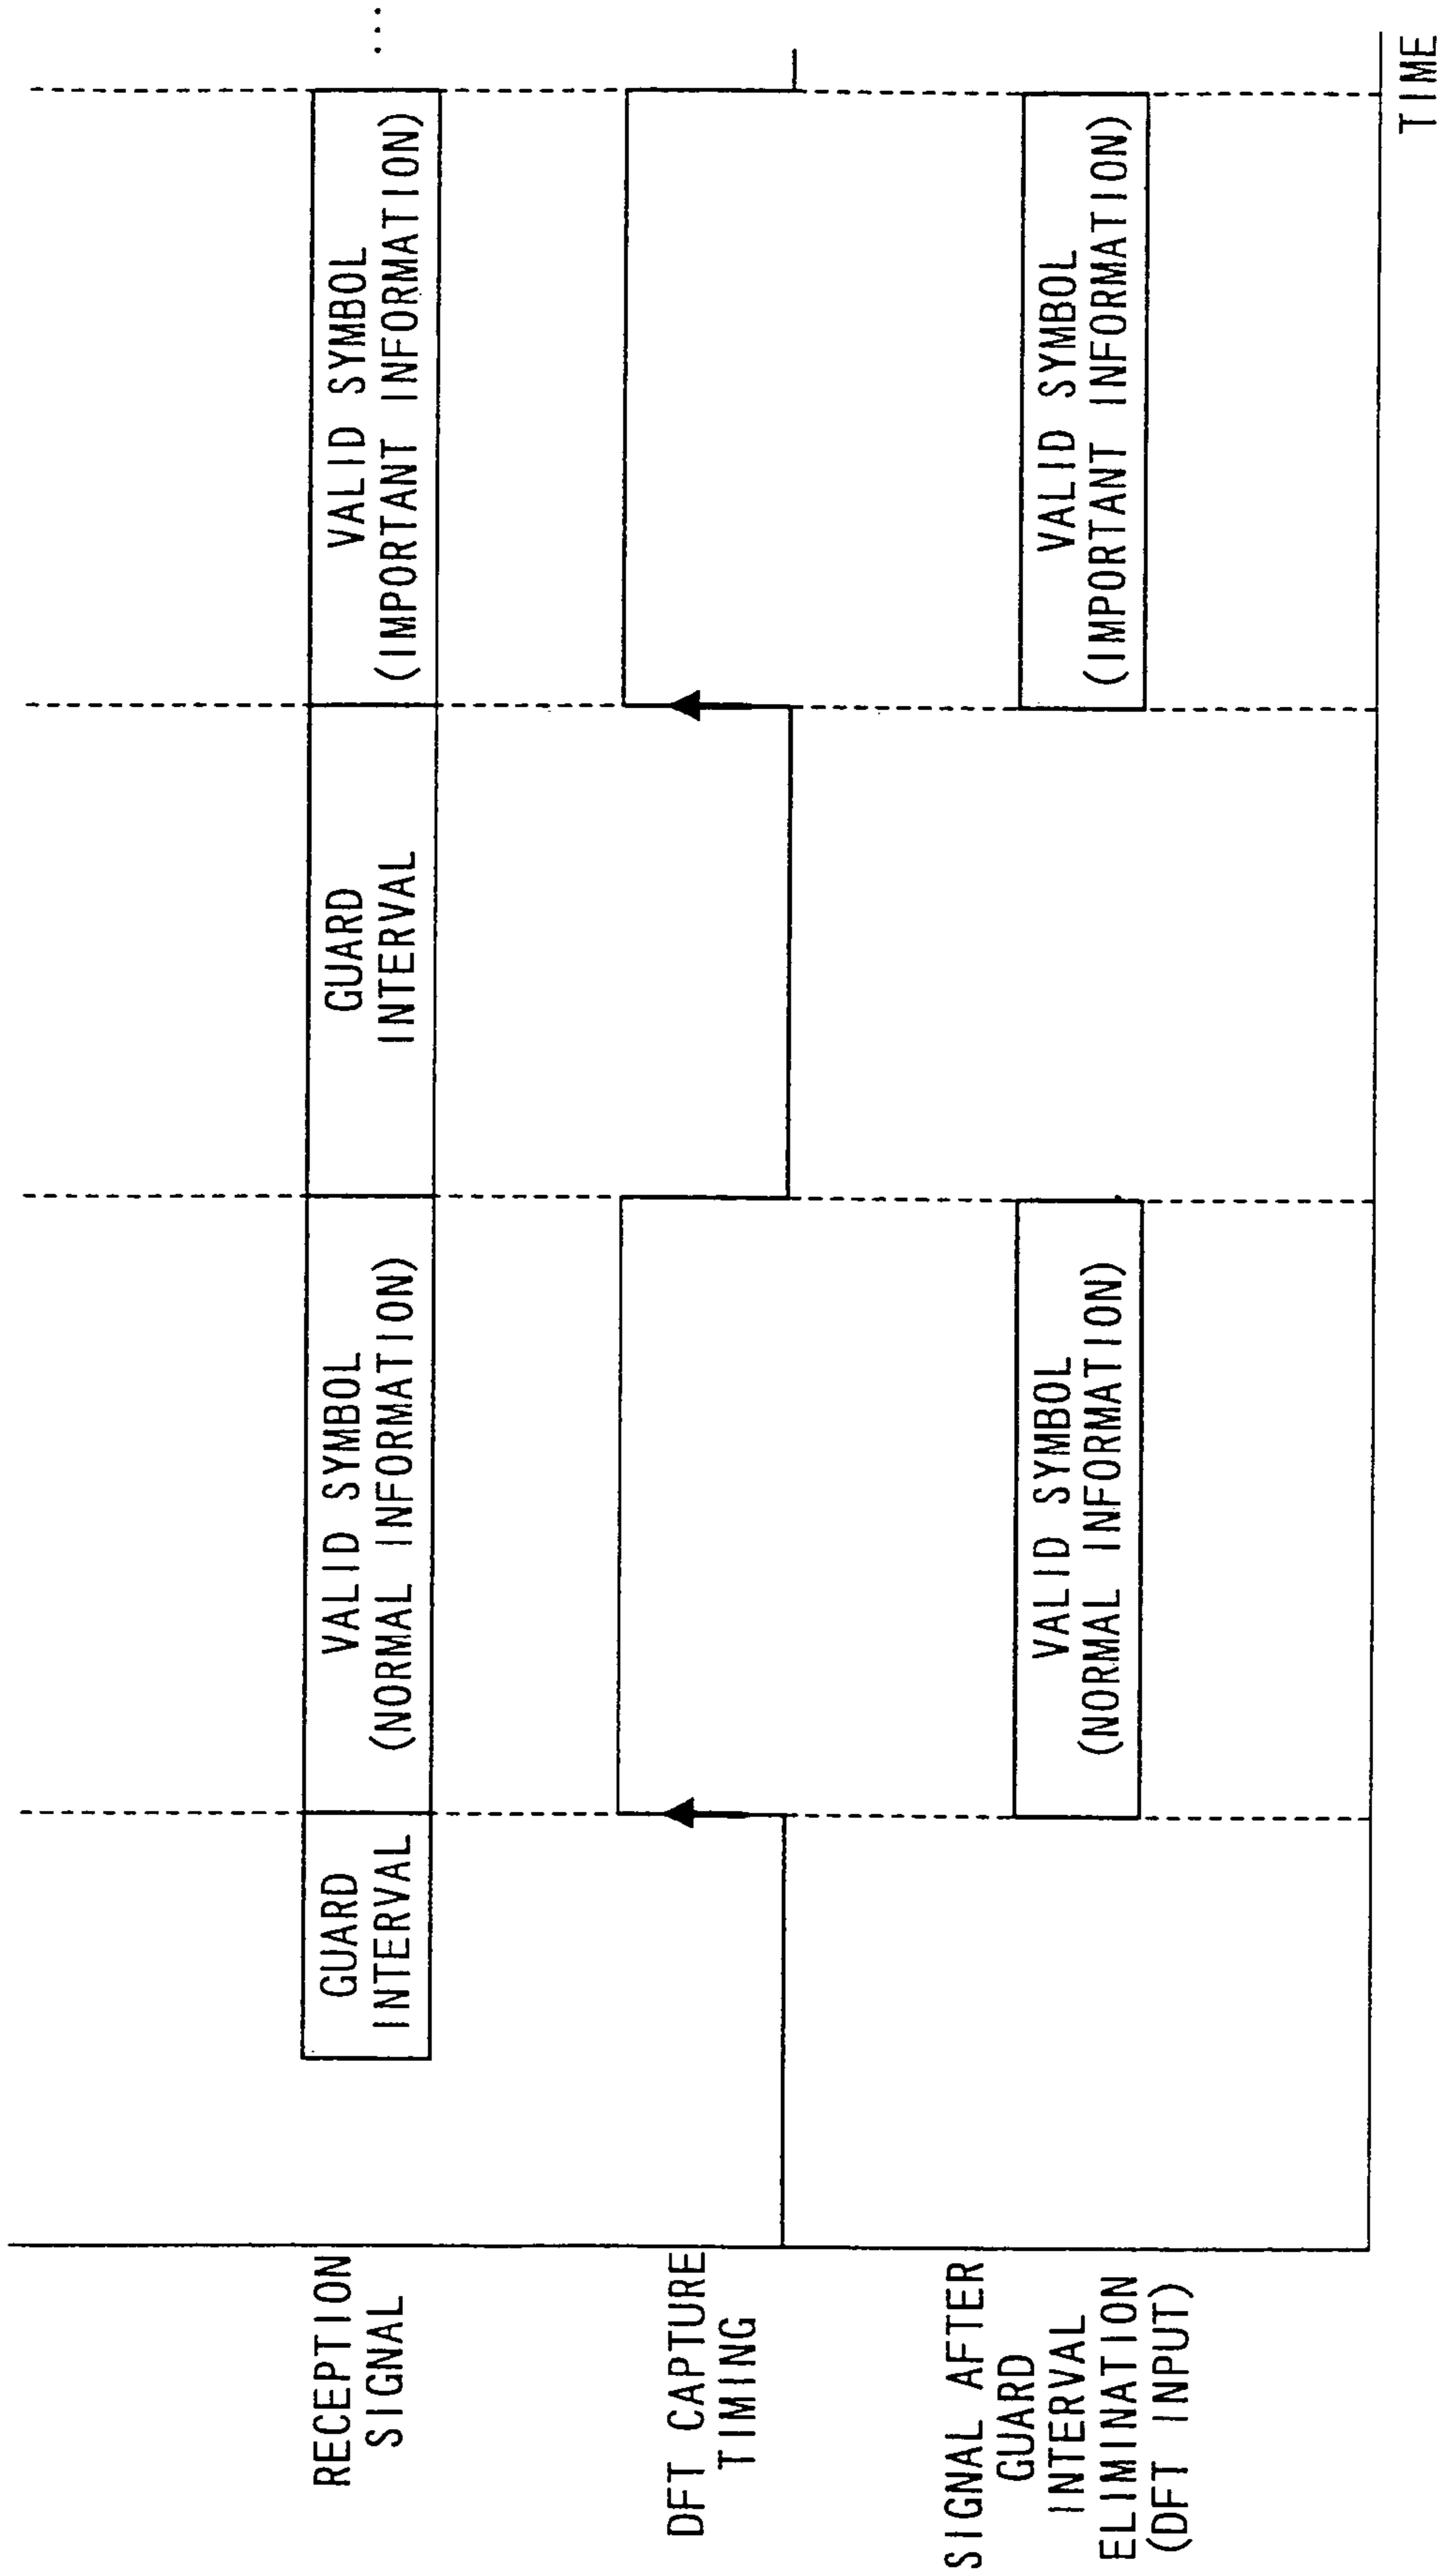 RECEPTION
SIGNAL
GUARD
INTERVAL
VALID SYMBOL
(NORMAL INFORMATION)
GUARD
INTERVAL
VALID SYMBOL
(IMPORTANT INFORMATION)
...
DFT CAPTURE
TIMING
SIGNAL AFTER
GUARD
INTERVAL
ELIMINATION
(DFT INPUT)
VALID SYMBOL
(NORMAL INFORMATION)
VALID SYMBOL
(IMPORTANT INFORMATION)
TIME